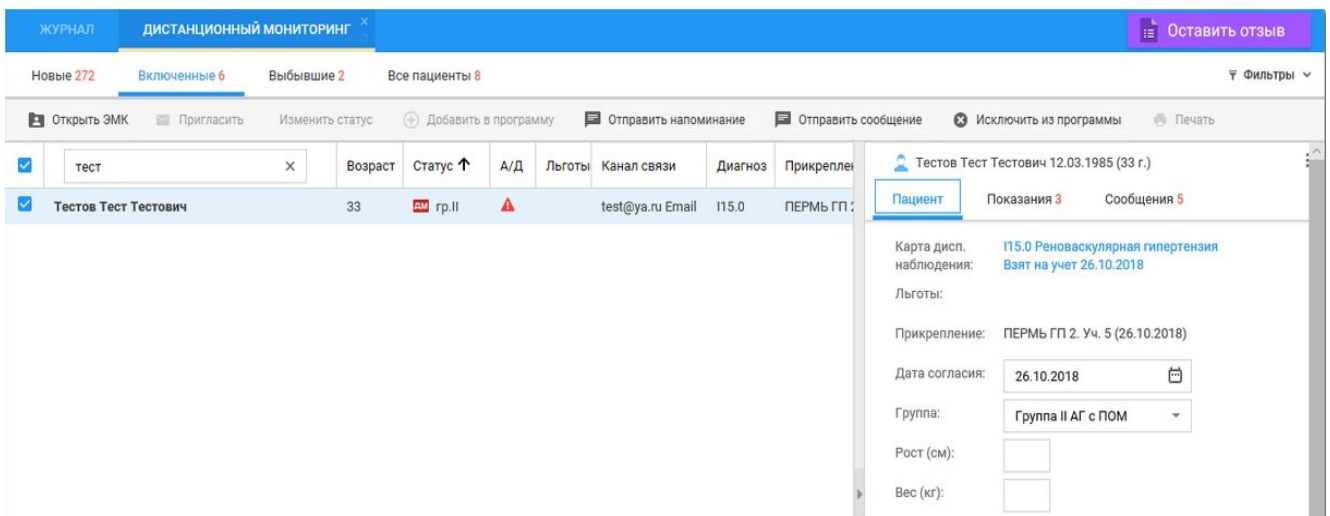 ЖУРНАЛ ДИСТАНЦИОННЫЙ МОНИТОРИНГ Оставить отзыв
Новые 272 Включенные 6 Выбывшие 2 Все пациенты 8 Фильтры
Открыть ЭМК Пригласить Изменить статус Добавить в программу Отправить напоминание Отправить сообщение Исключить из программы Печать
тест Возраст Статус А/Д Льготы Канал связи Диагноз Прикреплен
Тестов Тест Тестович 33 ДМ гр.II test@ya.ru Email I15.0 ПЕРМЬ ГП 2
Тестов Тест Тестович 12.03.1985 (33 г.)
Пациент Показания 3 Сообщения 5
Карта дисп. I15.0 Реноваскулярная гипертензия
наблюдения: Взят на учет 26.10.2018
Льготы:
Прикрепление: ПЕРМЬ ГП 2. Уч. 5 (26.10.2018)
Дата согласия: 26.10.2018
Группа: Группа II АГ с ПОМ
Рост (см):
Вес (кг):